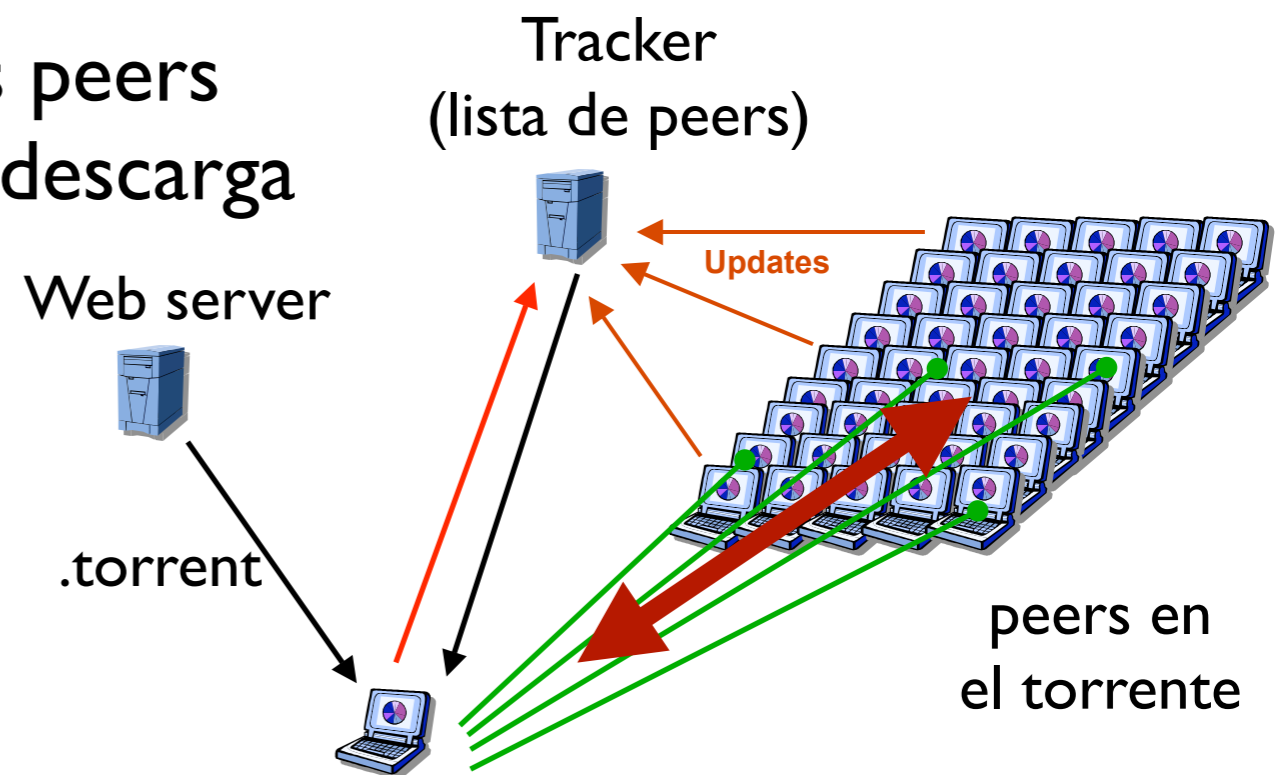 s peers
descarga
Tracker
(lista de peers)
Web server
Updates
.torrent
peers en
el torrente